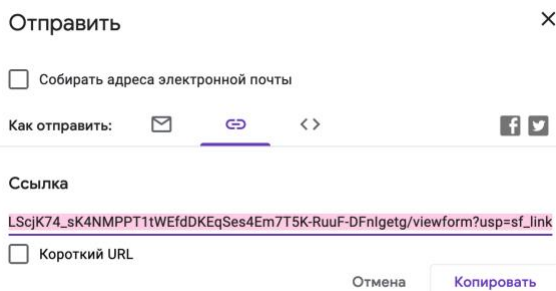 Отправить
Собирать адреса электронной почты
Как отправить:
Ссылка
LScjK74_sK4NMPPT1tWEfdDKEqSes4Em7T5K-RuuF-DFnlgetg/viewform?usp=sf_link
Короткий URL
Отмена Копировать